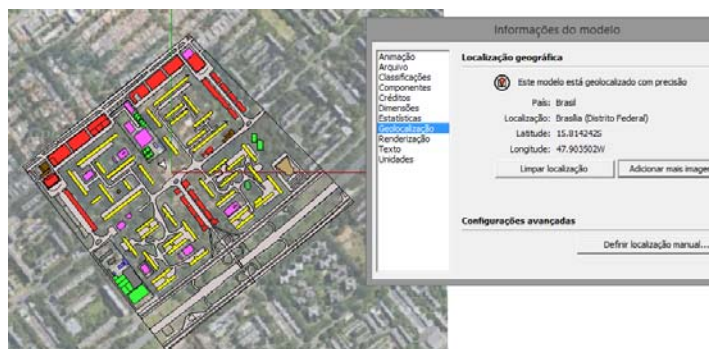 Informações do modelo
Animação
Arquivo
Classificações
Componentes
Créditos
Dimensões
Estatísticas
Geolocalização
Renderização
Texto
Unidades
Localização geográfica
Este modelo está geolocalizado com precisão
País: Brasil
Localização: Brasília (Distrito Federal)
Latitude: 15.814242S
Longitude: 47.903502W
Limpar localização
Adicionar mais imagen
Configurações avançadas
Definir localização manual...